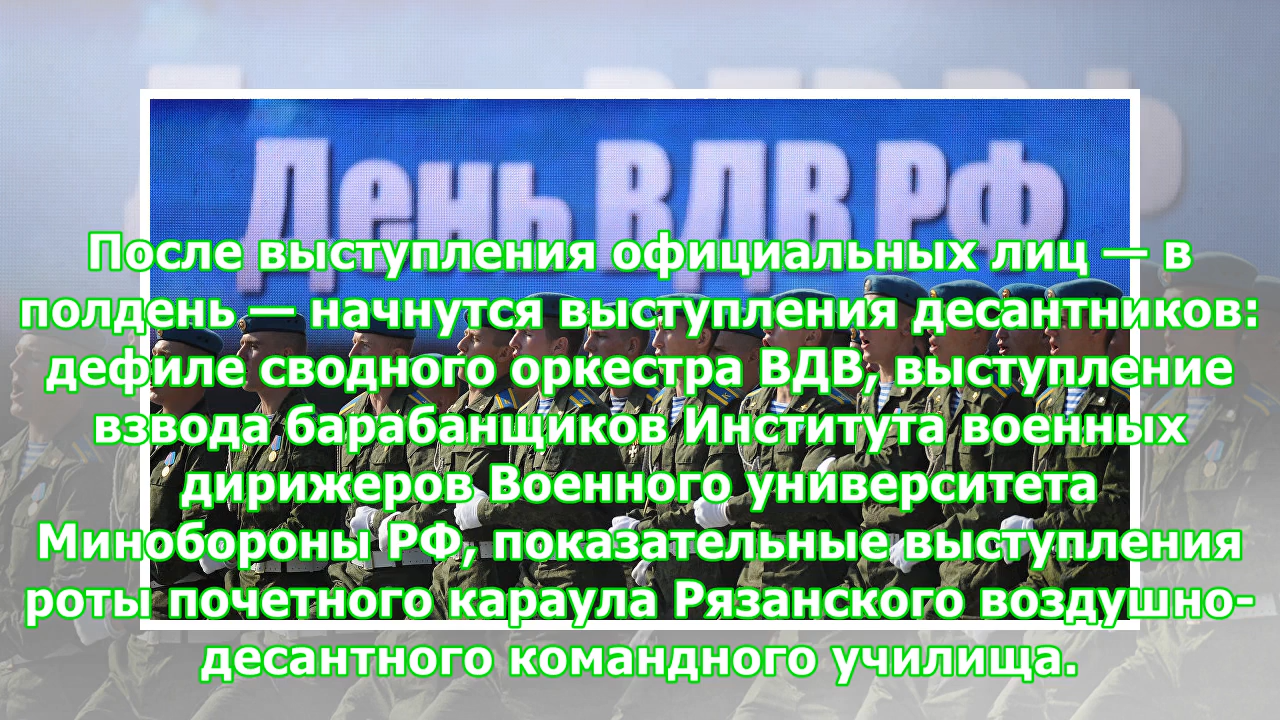 День ВДВ РФ
После выступления официальных лиц — в
полдень — начнутся выступления десантников:
дефиле сводного оркестра ВДВ, выступление
взвода барабанщиков Института военных
дирижеров Военного университета
Минобороны РФ, показательные выступления
роты почетного караула Рязанского воздушно-
десантного командного училища.